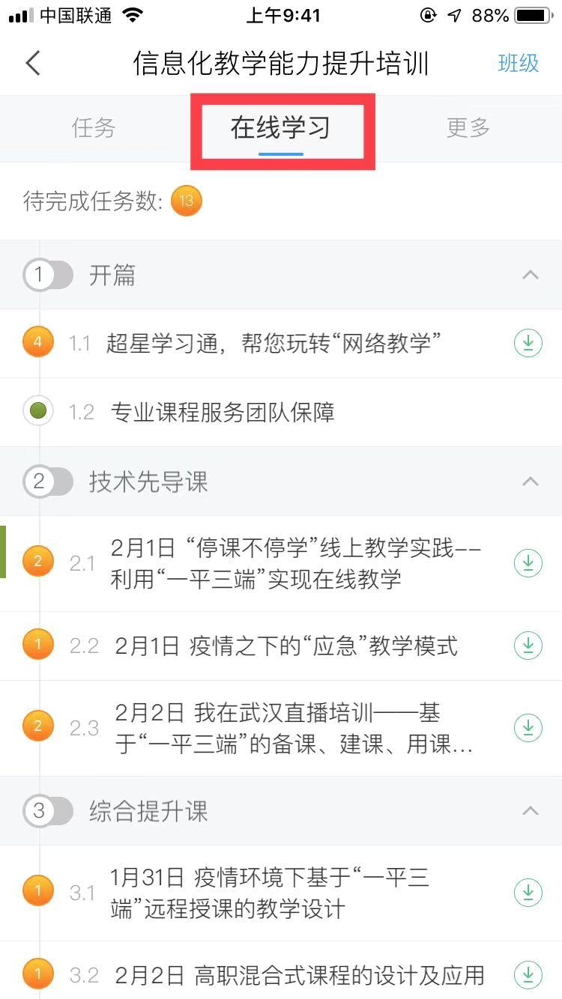 中国联通 上午9:41 88%
信息化教学能力提升培训 班级
任务 在线学习 更多
待完成任务数: 13
1 开篇
4 1.1 超星学习通，帮您玩转“网络教学”
1.2 专业课程服务团队保障
2 技术先导课
2 2.1 2月1日 “停课不停学”线上教学实践--
利用“一平三端”实现在线教学
1 2.2 2月1日 疫情之下的“应急”教学模式
2 2.3 2月2日 我在武汉直播培训——基
于“一平三端”的备课、建课、用课...
3 综合提升课
1 3.1 1月31日 疫情环境下基于“一平三
端”远程授课的教学设计
1 3.2 2月2日 高职混合式课程的设计及应用